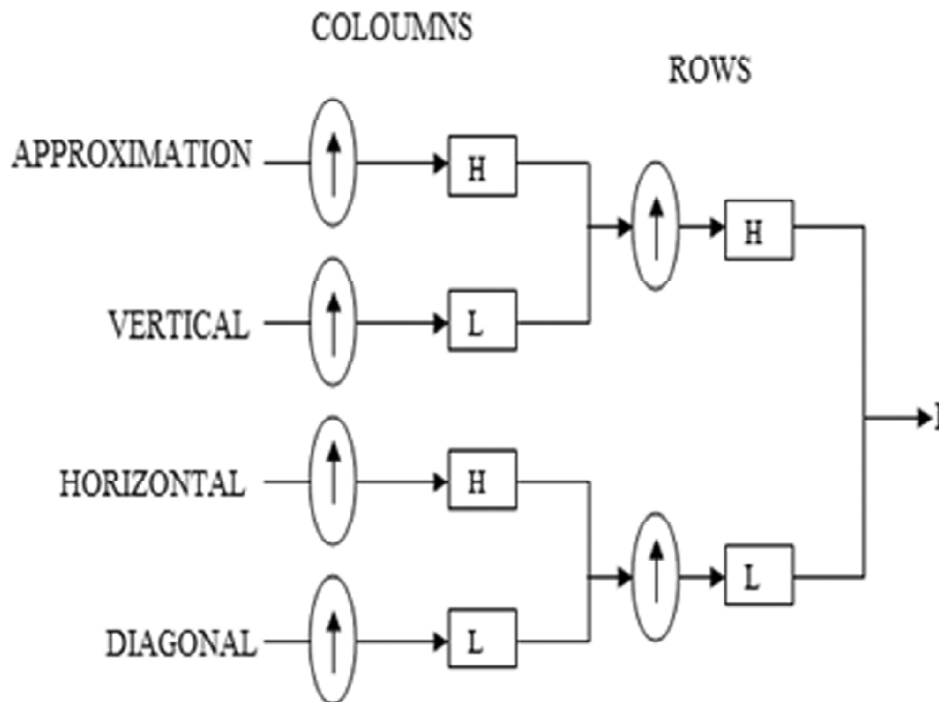 COLOUMNS
ROWS
APPROXIMATION
H
H
VERTICAL
L
HORIZONTAL
H
L
DIAGONAL
L